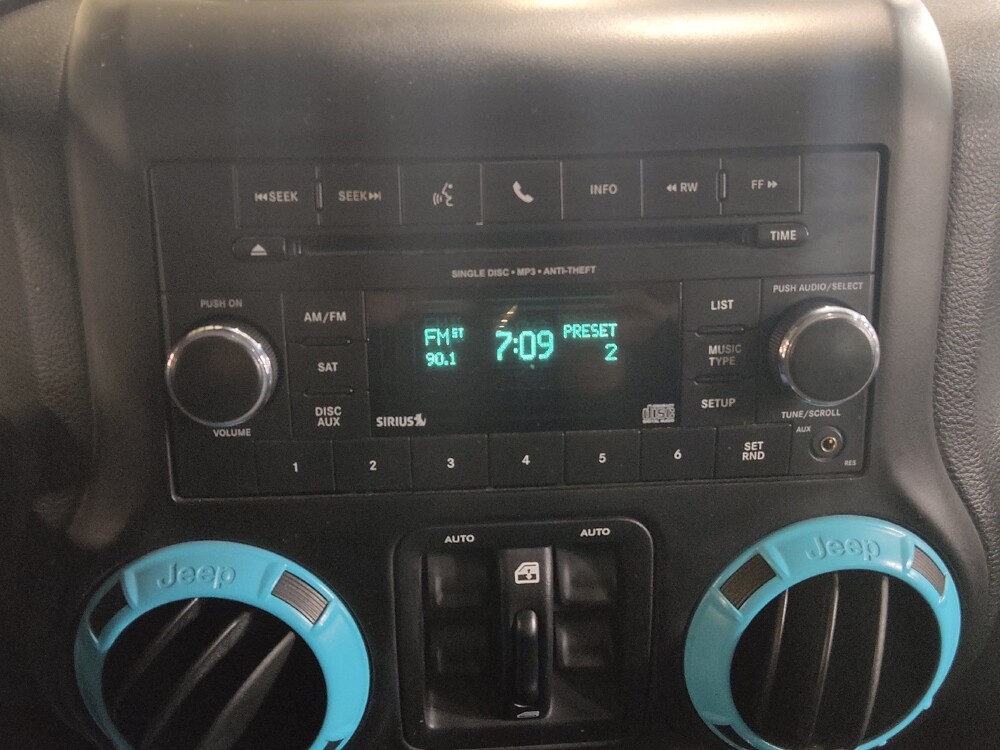 ⏮SEEK SEEK⏭ INFO ◀◀ RW FF ▶▶
TIME
SINGLE DISC • MP3 • ANTI-THEFT
PUSH ON
PUSH AUDIO/SELECT
AM/FM
SAT
DISC
AUX
FM ST
90.1
7:09
PRESET
2
LIST
MUSIC
TYPE
SETUP
SIRIUS
disc
VOLUME
TUNE/SCROLL
AUX
RES
1 2 3 4 5 6
SET
RND
AUTO AUTO
Jeep
Jeep